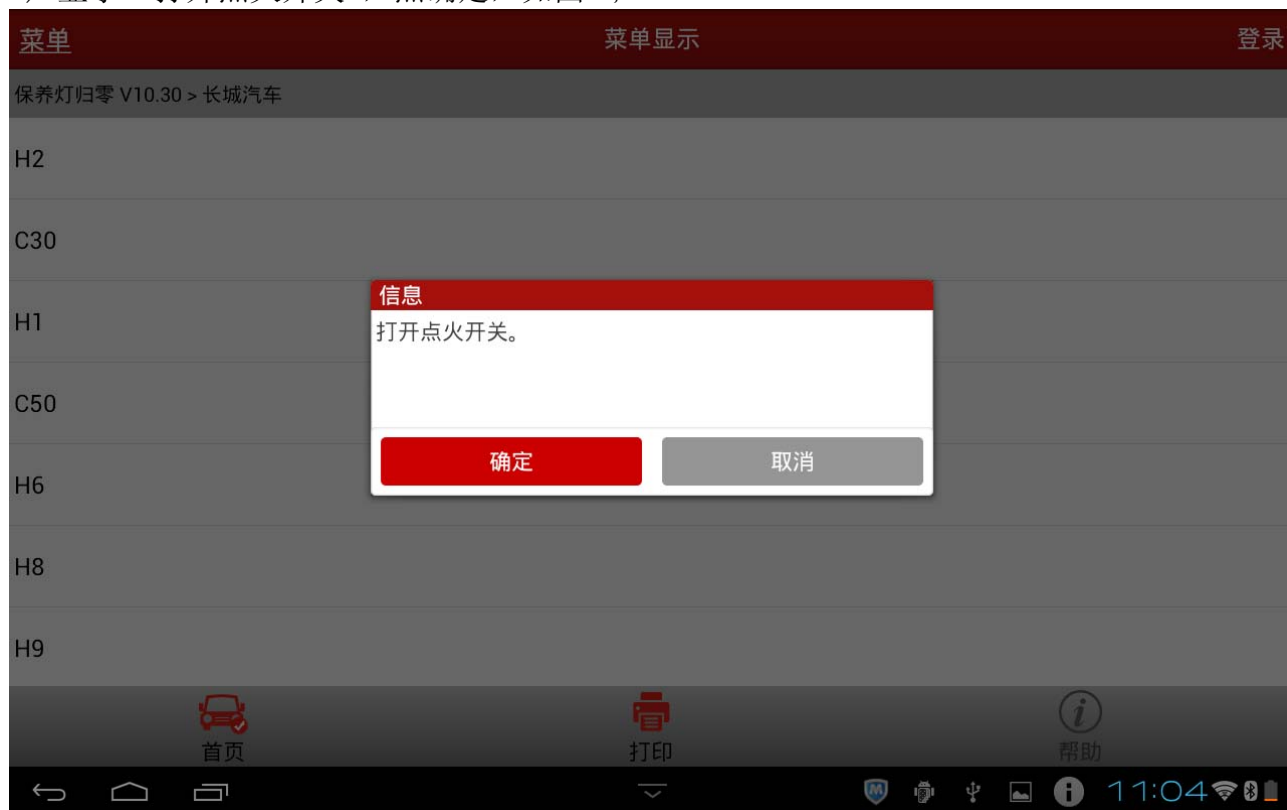 菜单
菜单显示
登录
保养灯归零 V10.30 > 长城汽车
H2
C30
H1
C50
H6
H8
H9
信息
打开点火开关。
确定
取消
首页
打印
帮助
11:04